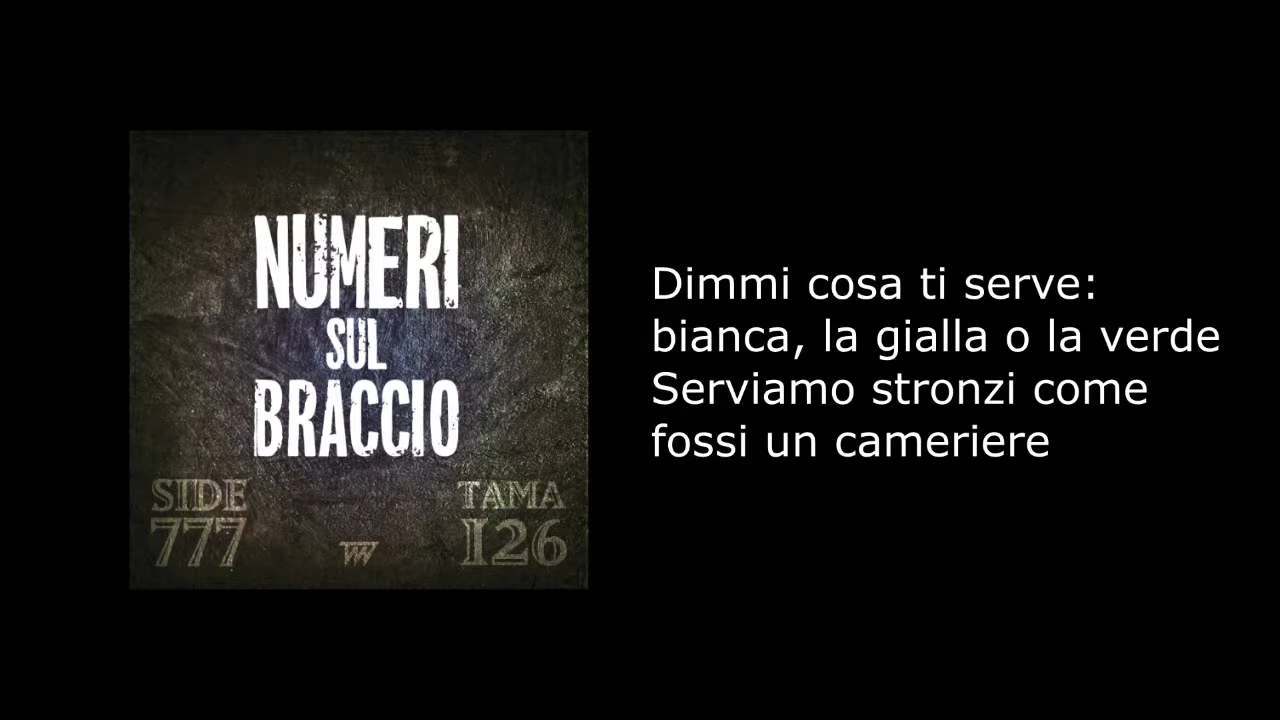 NUMERI
SUL
BRACCIO
SIDE
777
TAMA
126
Dimmi cosa ti serve:
bianca, la gialla o la verde
Serviamo stronzi come
fossi un cameriere